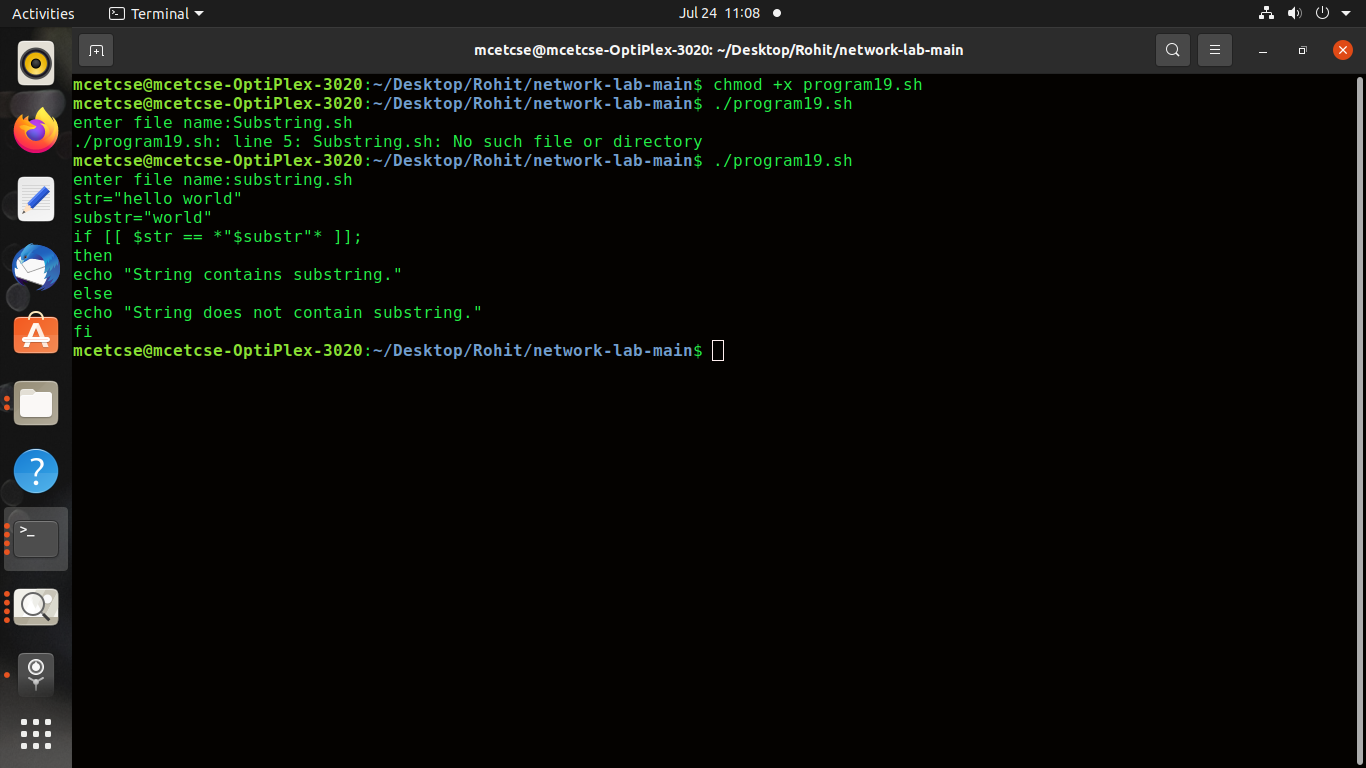 Activities
Terminal
Jul 24 11:08
mcetcse@mcetcse-OptiPlex-3020: ~/Desktop/Rohit/network-lab-main
mcetcse@mcetcse-OptiPlex-3020:~/Desktop/Rohit/network-lab-main$ chmod +x program19.sh
mcetcse@mcetcse-OptiPlex-3020:~/Desktop/Rohit/network-lab-main$ ./program19.sh
enter file name:Substring.sh
./program19.sh: line 5: Substring.sh: No such file or directory
mcetcse@mcetcse-OptiPlex-3020:~/Desktop/Rohit/network-lab-main$ ./program19.sh
enter file name:substring.sh
str="hello world"
substr="world"
if [[ $str == *"$substr"* ]];
then
echo "String contains substring."
else
echo "String does not contain substring."
fi
mcetcse@mcetcse-OptiPlex-3020:~/Desktop/Rohit/network-lab-main$